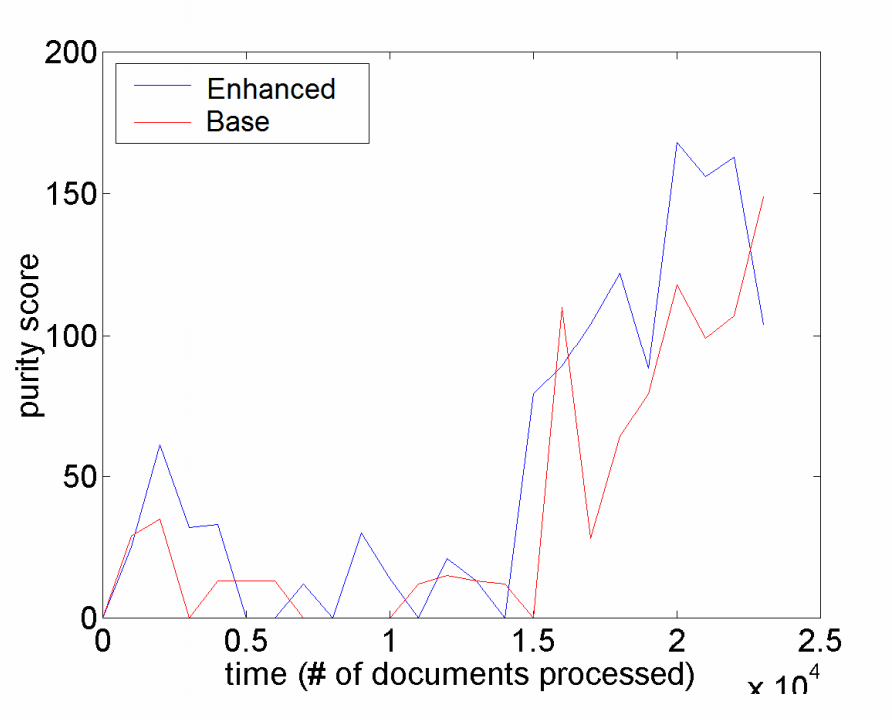 200
150
100
50
0
purity score
Enhanced
Base
0 0.5 1 1.5 2 2.5
time (# of documents processed)
x 10^4